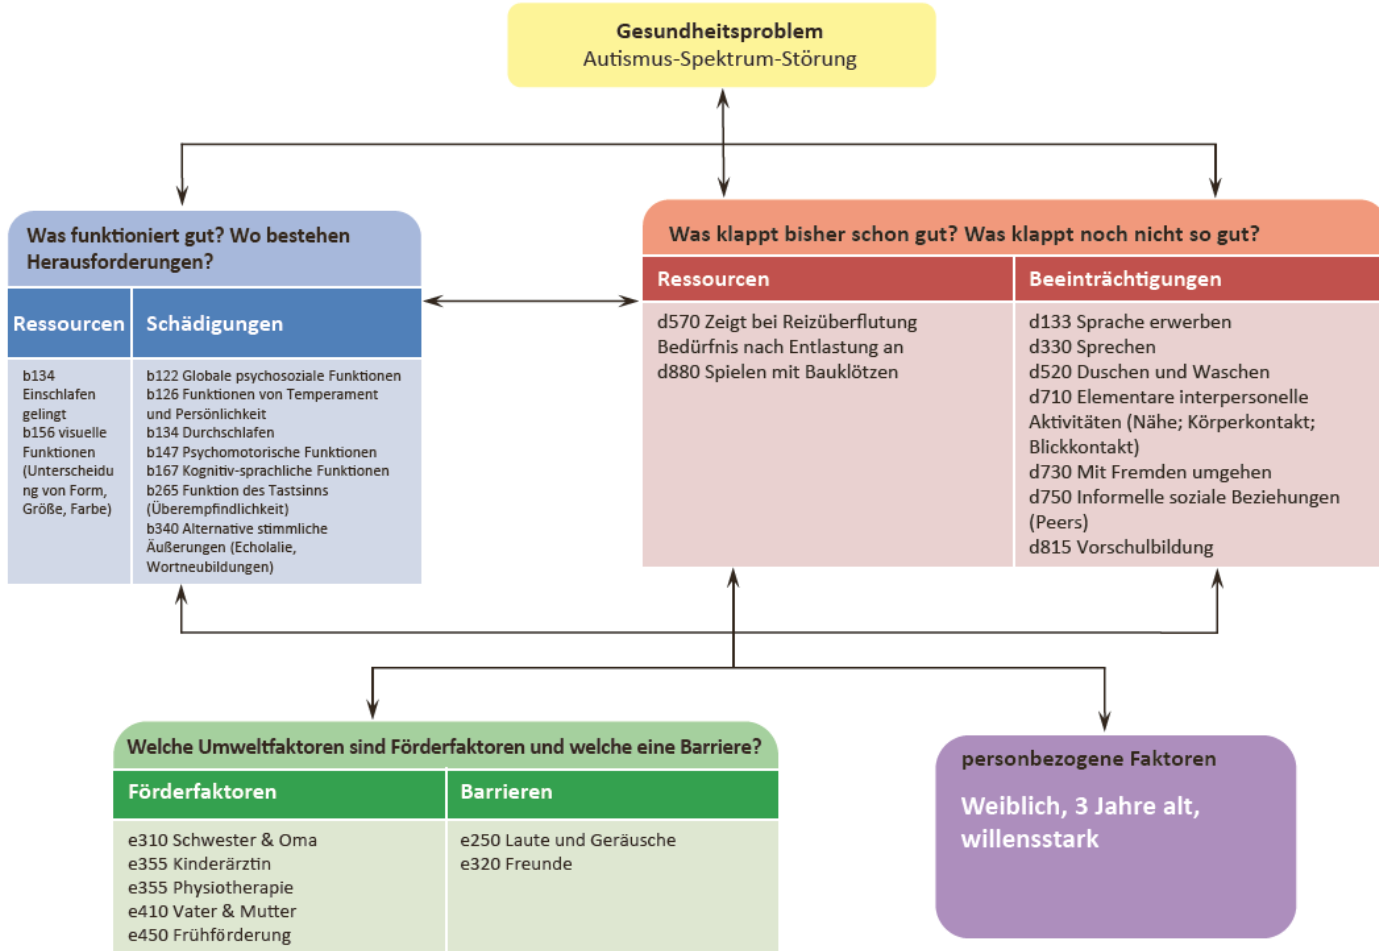 Gesundheitsproblem
Autismus-Spektrum-Störung
Was funktioniert gut? Wo bestehen
Herausforderungen?
Ressourcen
Schädigungen
b134
Einschlafen
gelingt
b156 visuelle
Funktionen
(Unterscheidu
ng von Form,
Größe, Farbe)
b122 Globale psychosoziale Funktionen
b126 Funktionen von Temperament
und Persönlichkeit
b134 Durchschlafen
b147 Psychomotorische Funktionen
b167 Kognitiv-sprachliche Funktionen
b265 Funktion des Tastsinns
(Überempfindlichkeit)
b340 Alternative stimmliche
Äußerungen (Echolalie,
Wortneubildungen)
Was klappt bisher schon gut? Was klappt noch nicht so gut?
Ressourcen
Beeinträchtigungen
d570 Zeigt bei Reizüberflutung
Bedürfnis nach Entlastung an
d880 Spielen mit Bauklötzen
d133 Sprache erwerben
d330 Sprechen
d520 Duschen und Waschen
d710 Elementare interpersonelle
Aktivitäten (Nähe; Körperkontakt;
Blickkontakt)
d730 Mit Fremden umgehen
d750 Informelle soziale Beziehungen
(Peers)
d815 Vorschulbildung
Welche Umweltfaktoren sind Förderfaktoren und welche eine Barriere?
Förderfaktoren
Barrieren
e310 Schwester & Oma
e355 Kinderärztin
e355 Physiotherapie
e410 Vater & Mutter
e450 Frühförderung
e250 Laute und Geräusche
e320 Freunde
personbezogene Faktoren
Weiblich, 3 Jahre alt,
willensstark